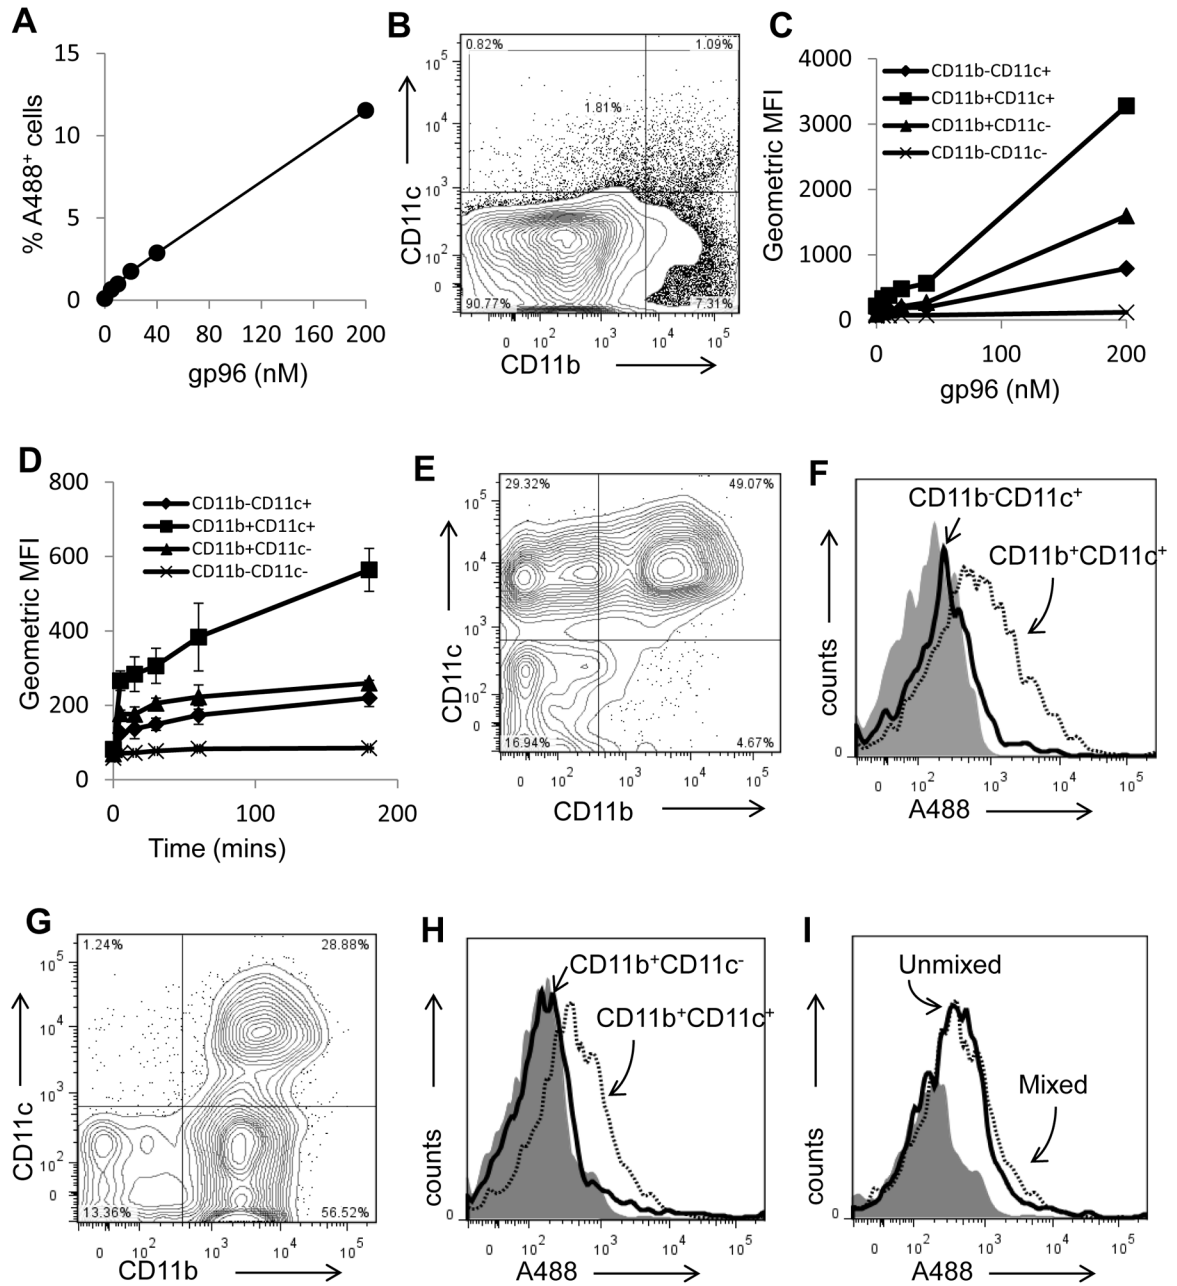 A
15
10
5
0
% A488+ cells
0 40 80 120 160 200
gp96 (nM)
B
0.82% 1.09%
1.81%
90.77% 7.31%
10^5
10^4
10^3
10^2
0
CD11c
0 10^2 10^3 10^4 10^5
CD11b
C
4000
3000
2000
1000
0
Geometric MFI
CD11b-CD11c+
CD11b+CD11c+
CD11b+CD11c-
CD11b-CD11c-
0 100 200
gp96 (nM)
D
800
600
400
200
0
Geometric MFI
CD11b-CD11c+
CD11b+CD11c+
CD11b+CD11c-
CD11b-CD11c-
0 100 200
Time (mins)
E
29.32% 49.07%
16.94% 4.67%
10^5
10^4
10^3
10^2
0
CD11c
0 10^2 10^3 10^4 10^5
CD11b
F
CD11b-CD11c+
CD11b+CD11c+
counts
0
0 10^2 10^3 10^4 10^5
A488
G
1.24% 28.88%
13.36% 56.52%
10^5
10^4
10^3
10^2
0
CD11c
0 10^2 10^3 10^4 10^5
CD11b
H
CD11b+CD11c-
CD11b+CD11c+
counts
0
0 10^2 10^3 10^4 10^5
A488
I
Unmixed
Mixed
counts
0
0 10^2 10^3 10^4 10^5
A488